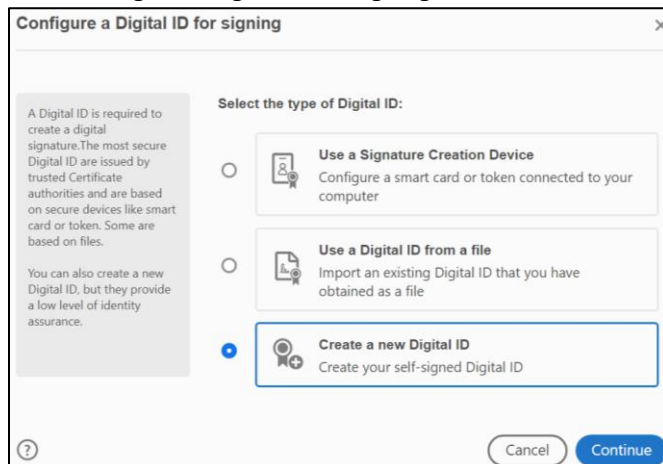 Configure a Digital ID for signing
A Digital ID is required to
create a digital
signature.The most secure
Digital ID are issued by
trusted Certificate
authorities and are based
on secure devices like smart
card or token. Some are
based on files.
You can also create a new
Digital ID, but they provide
a low level of identity
assurance.
Select the type of Digital ID:
Use a Signature Creation Device
Configure a smart card or token connected to your
computer
Use a Digital ID from a file
Import an existing Digital ID that you have
obtained as a file
Create a new Digital ID
Create your self-signed Digital ID
Cancel
Continue